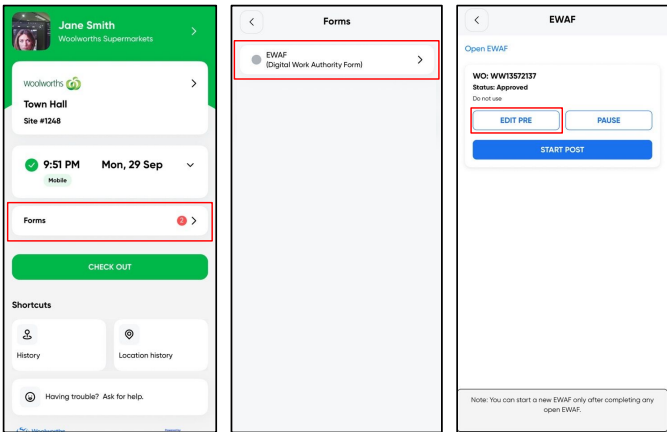 Jane Smith
Woolworths Supermarkets
Woolworths
Town Hall
Site #1248
9:51 PM Mon, 29 Sep
Mobile
Forms 2
CHECK OUT
Shortcuts
History Location history
Having trouble? Ask for help.
Woolworths
Forms
EWAF
(Digital Work Authority Form)
EWAF
Open EWAF
WO: WW13572137
Status: Approved
Do not use
EDIT PRE PAUSE
START POST
Note: You can start a new EWAF only after completing any
open EWAF.